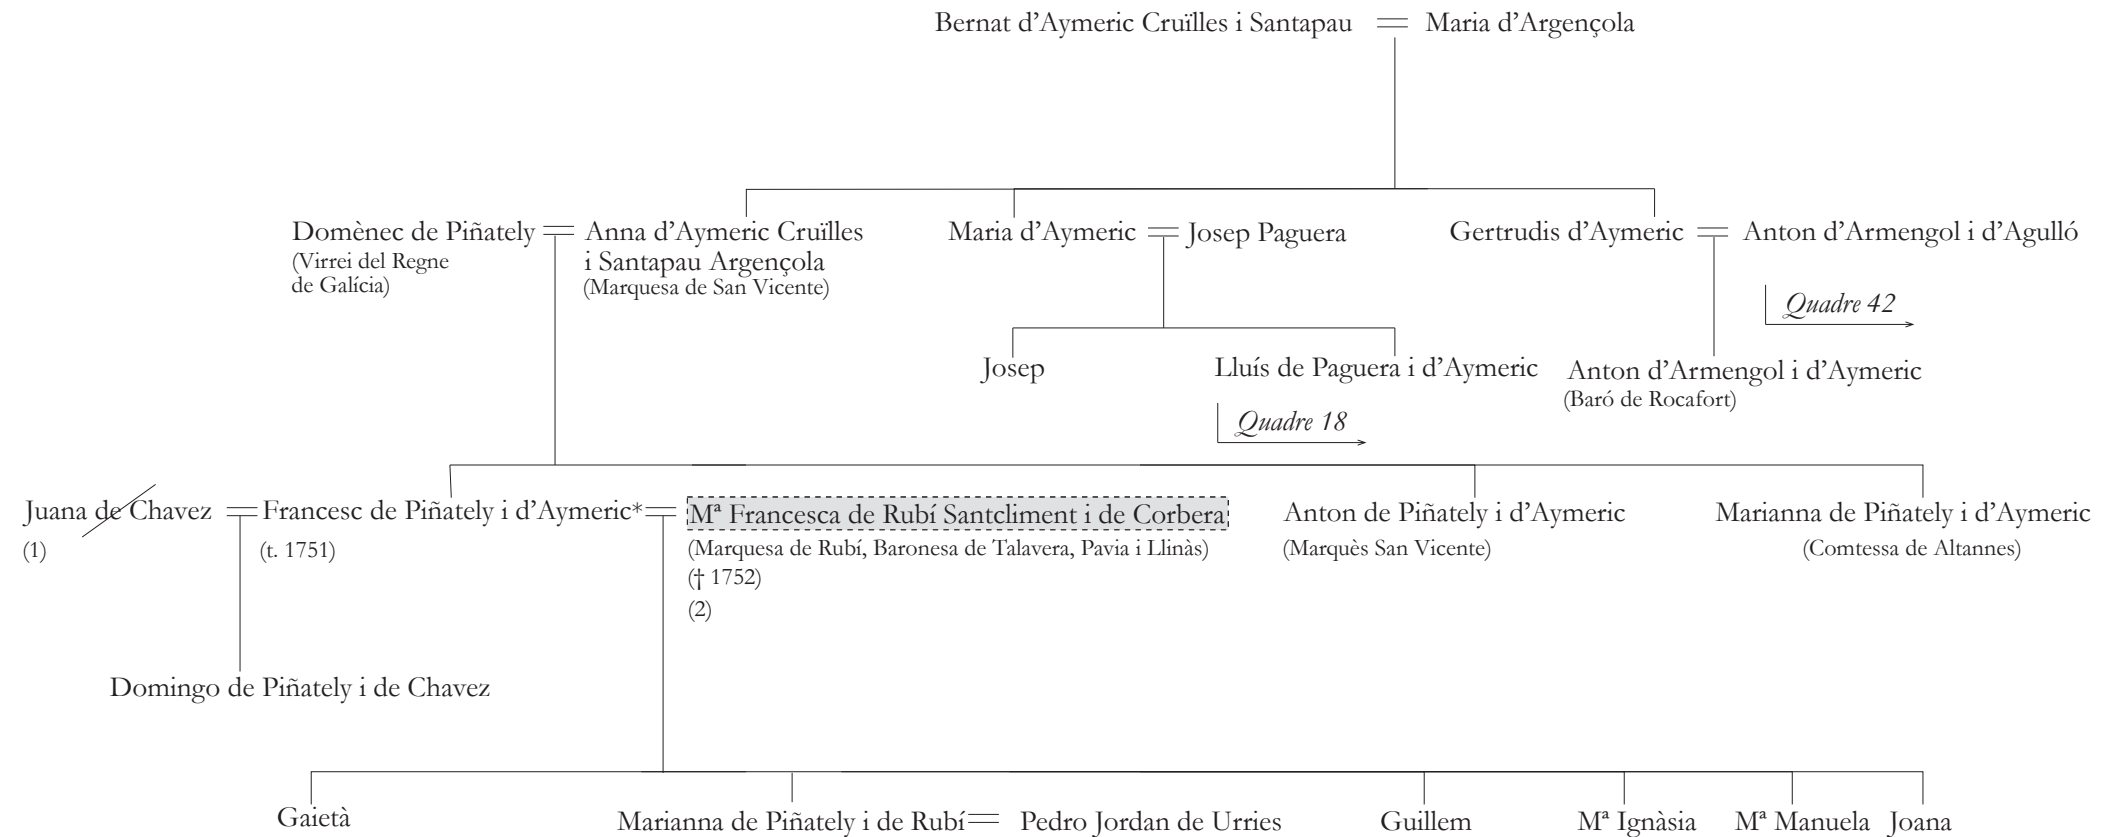 Bernat d’Aymeric Cruïlles i Santapau Maria d’Argençola
Domènec de Piñately Anna d’Aymeric Cruïlles Maria d’Aymeric Josep Paguera Gertrudis d’Aymeric Anton d’Armengol i d’Agulló
(Virrei del Regne i Santapau Argençola
de Galícia) (Marquesa de San Vicente)
Quadre 42
Josep Lluís de Paguera i d’Aymeric Anton d’Armengol i d’Aymeric
(Baró de Rocafort)
Quadre 18
Juana de Chavez Francesc de Piñately i d’Aymeric* Mª Francesca de Rubí Santcliment i de Corbera Anton de Piñately i d’Aymeric Marianna de Piñately i d’Aymeric
(1) (t. 1751) (Marquesa de Rubí, Baronesa de Talavera, Pavia i Llinàs) (Marquès San Vicente) (Comtessa de Altannes)
(† 1752)
(2)
Domingo de Piñately i de Chavez
Gaietà Marianna de Piñately i de Rubí Pedro Jordan de Urries Guillem Mª Ignàsia Mª Manuela Joana